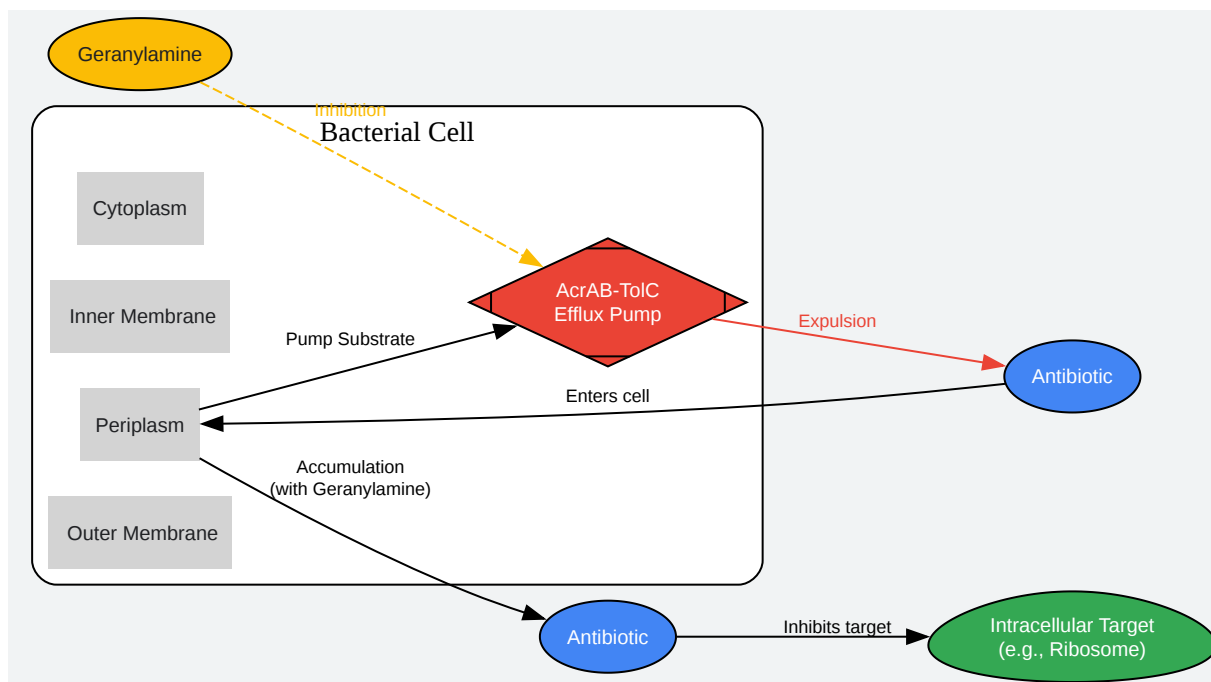 Geranylamine
Inhibition
Bacterial Cell
Cytoplasm
Inner Membrane
AcrAB-TolC
Efflux Pump
Pump Substrate
Expulsion
Antibiotic
Enters cell
Periplasm
Accumulation
(with Geranylamine)
Outer Membrane
Antibiotic
Inhibits target
Intracellular Target
(e.g., Ribosome)